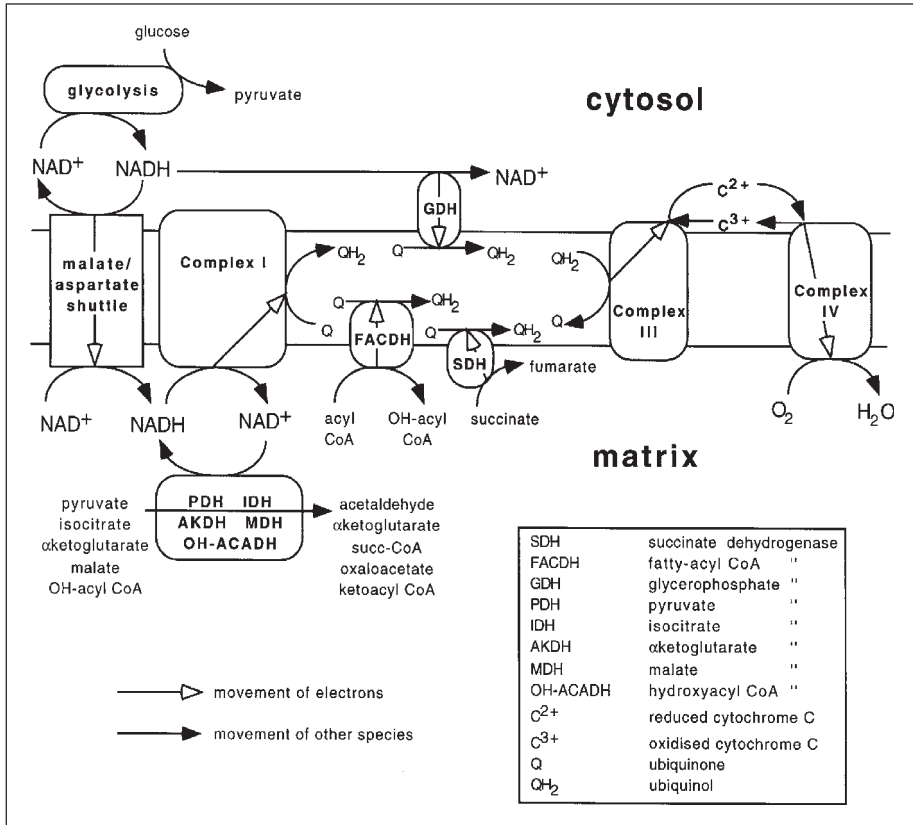 glucose
glycolysis
pyruvate
cytosol
NAD+
NADH
NAD+
C2+
C3+
GDH
malate/
aspartate
shuttle
Complex I
QH2
Q
QH2
QH2
Q
Q
QH2
Q
FACDH
Q
QH2
SDH
Complex
III
Complex
IV
fumarate
succinate
NAD+
NADH
NAD+
acyl
CoA
OH-acyl
CoA
O2
H2O
matrix
pyruvate
isocitrate
αketoglutarate
malate
OH-acyl CoA
PDH IDH
AKDH MDH
OH-ACADH
acetaldehyde
αketoglutarate
succ-CoA
oxaloacetate
ketoacyl CoA
SDH succinate dehydrogenase
FACDH fatty-acyl CoA "
GDH glycerophosphate "
PDH pyruvate "
IDH isocitrate "
AKDH αketoglutarate "
MDH malate "
OH-ACADH hydroxyacyl CoA "
C2+ reduced cytochrome C
C3+ oxidised cytochrome C
Q ubiquinone
QH2 ubiquinol
movement of electrons
movement of other species